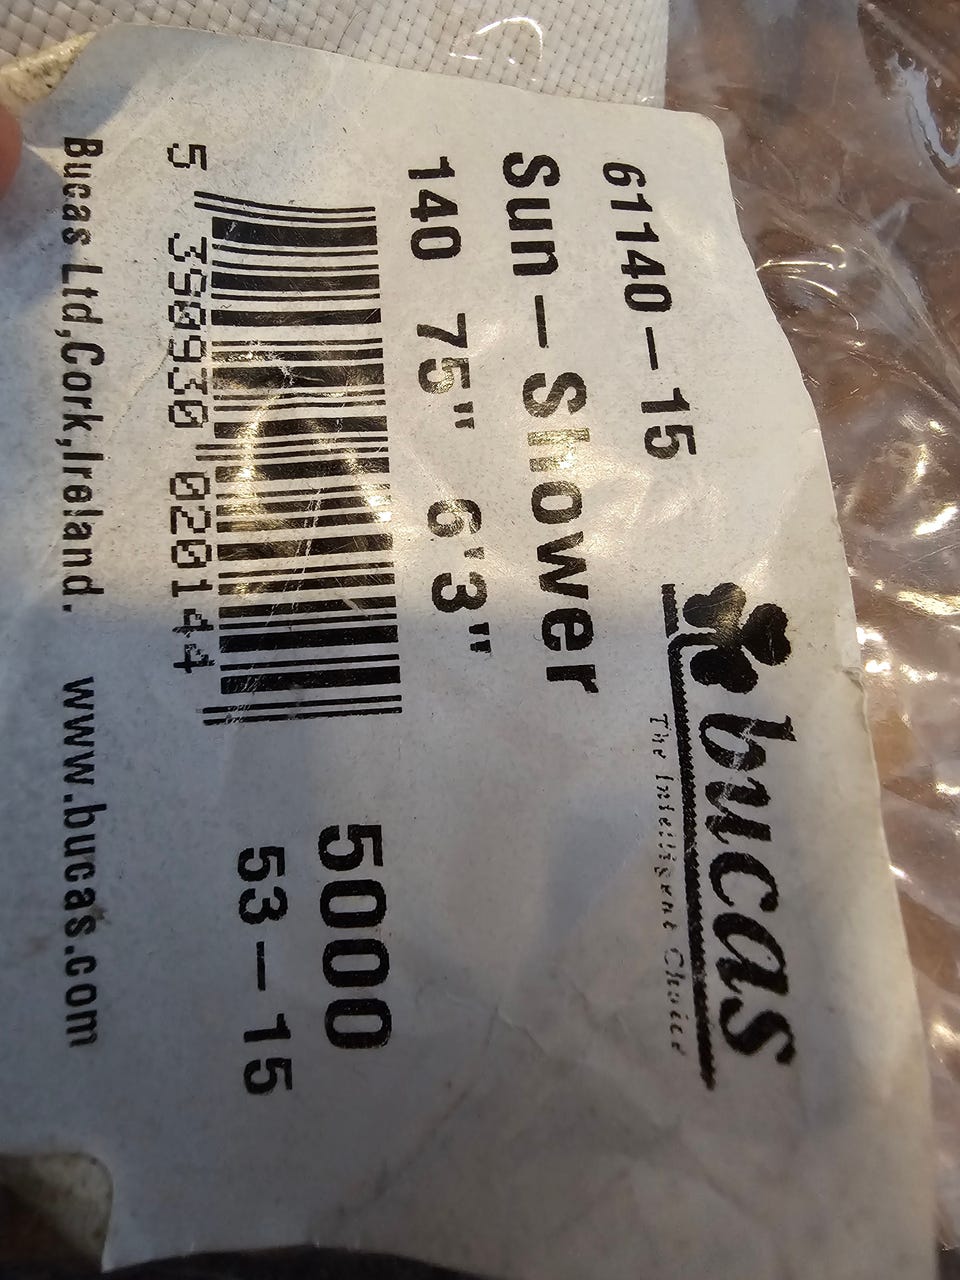 61140-15
bucas
The Intelligent Choice
Sun-Shower
140 75" 6'3"
5 390930 020144
5000
53-15
Bucas Ltd,Cork,Ireland. www.bucas.com